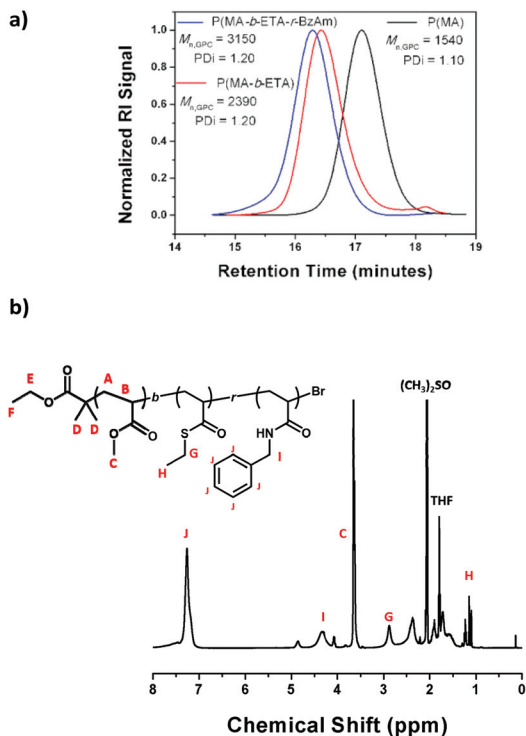 a)
P(MA-b-ETA-r-BzAm)
Mn,GPC = 3150
PDi = 1.20
P(MA)
Mn,GPC = 1540
PDi = 1.10
P(MA-b-ETA)
Mn,GPC = 2390
PDi = 1.20
Normalized RI Signal
1.0
0.8
0.6
0.4
0.2
0.0
14 15 16 17 18 19
Retention Time (minutes)
b)
E A B b r Br
F O O D D O O S O HN O
C G H I
J J J J J
(CH3)2SO
THF
J I C G H
8 7 6 5 4 3 2 1 0
Chemical Shift (ppm)